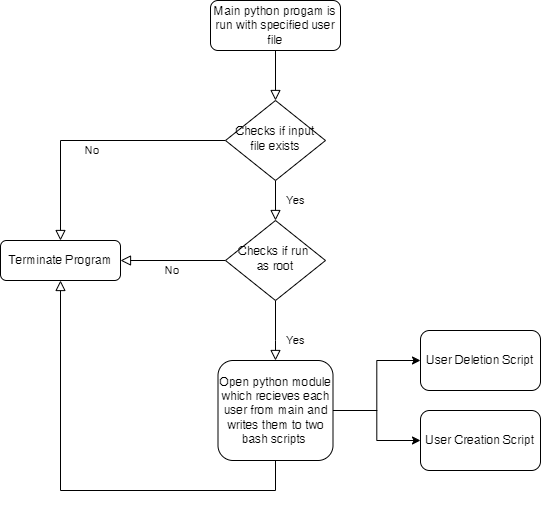 Main python progam is
run with specified user
file
Checks if input
file exists
No
Yes
Terminate Program
Checks if run
as root
No
Yes
Open python module
which recieves each
user from main and
writes them to two
bash scripts
User Deletion Script
User Creation Script